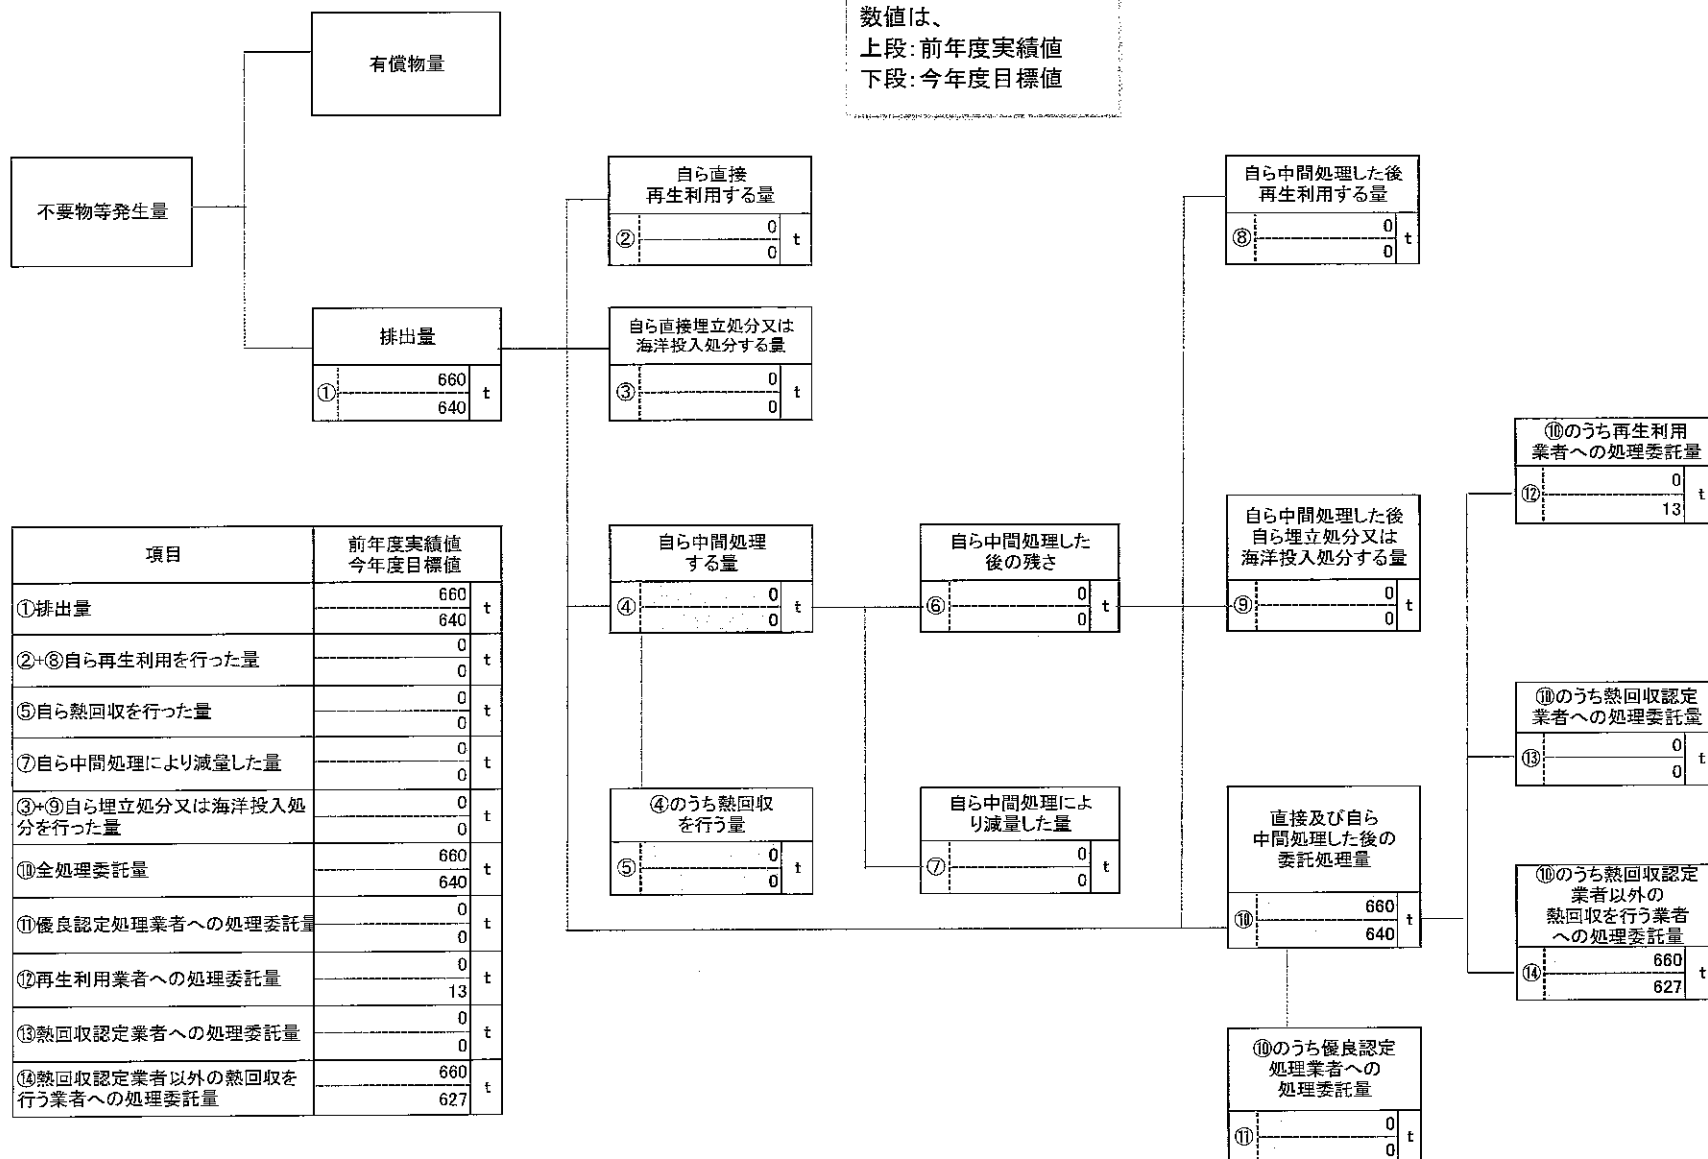 数値は、
上段:前年度実績値
下段:今年度目標値
有償物量
不要物等発生量
排出量
①
660
640
t
自ら直接
再生利用する量
②
0
0
t
自ら直接埋立処分又は
海洋投入処分する量
③
0
0
t
自ら中間処理
する量
④
0
0
t
④のうち熱回収
を行う量
⑤
0
0
t
自ら中間処理した
後の残さ
⑥
0
0
t
自ら中間処理によ
り減量した量
⑦
0
0
t
自ら中間処理した後
再生利用する量
⑧
0
0
t
自ら中間処理した後
自ら埋立処分又は
海洋投入処分する量
⑨
0
0
t
直接及び自ら
中間処理した後の
委託処理量
⑩
660
640
t
⑩のうち優良認定
処理業者への
処理委託量
⑪
0
0
t
⑩のうち再生利用
業者への処理委託量
⑫
0
13
t
⑩のうち熱回収認定
業者への処理委託量
⑬
0
0
t
⑩のうち熱回収認定
業者以外の
熱回収を行う業者
への処理委託量
⑭
660
627
t
項目
前年度実績値
今年度目標値
①排出量
660
640
t
②+⑧自ら再生利用を行った量
0
0
t
⑤自ら熱回収を行った量
0
0
t
⑦自ら中間処理により減量した量
0
0
t
③+⑨自ら埋立処分又は海洋投入処
分を行った量
0
0
t
⑩全処理委託量
660
640
t
⑪優良認定処理業者への処理委託量
0
0
t
⑫再生利用業者への処理委託量
0
13
t
⑬熱回収認定業者への処理委託量
0
0
t
⑭熱回収認定業者以外の熱回収を
行う業者への処理委託量
660
627
t